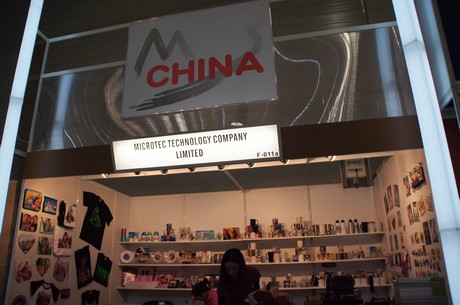 M
CHINA
MICROTEC TECHNOLOGY COMPANY
LIMITED
F-011a